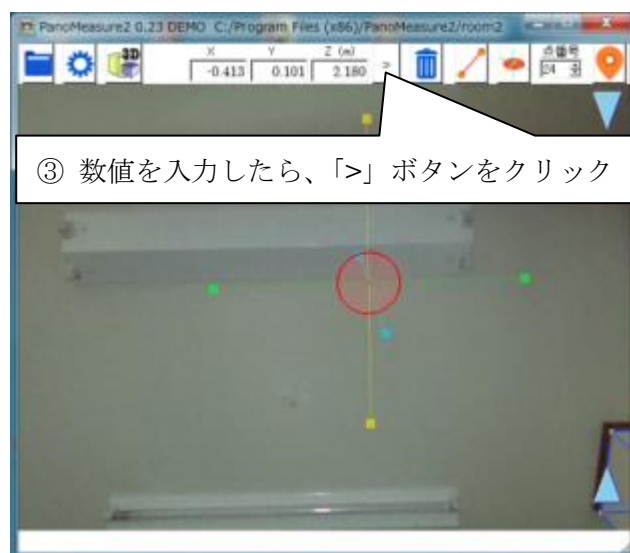 PanoMeasure2 0.23 DEMO C:/Program Files (x86)/PanoMeasure2/room2
3D
X Y Z (m)
-0.413 0.101 2.180 >
点番号
24
③ 数値を入力したら、「>」ボタンをクリック